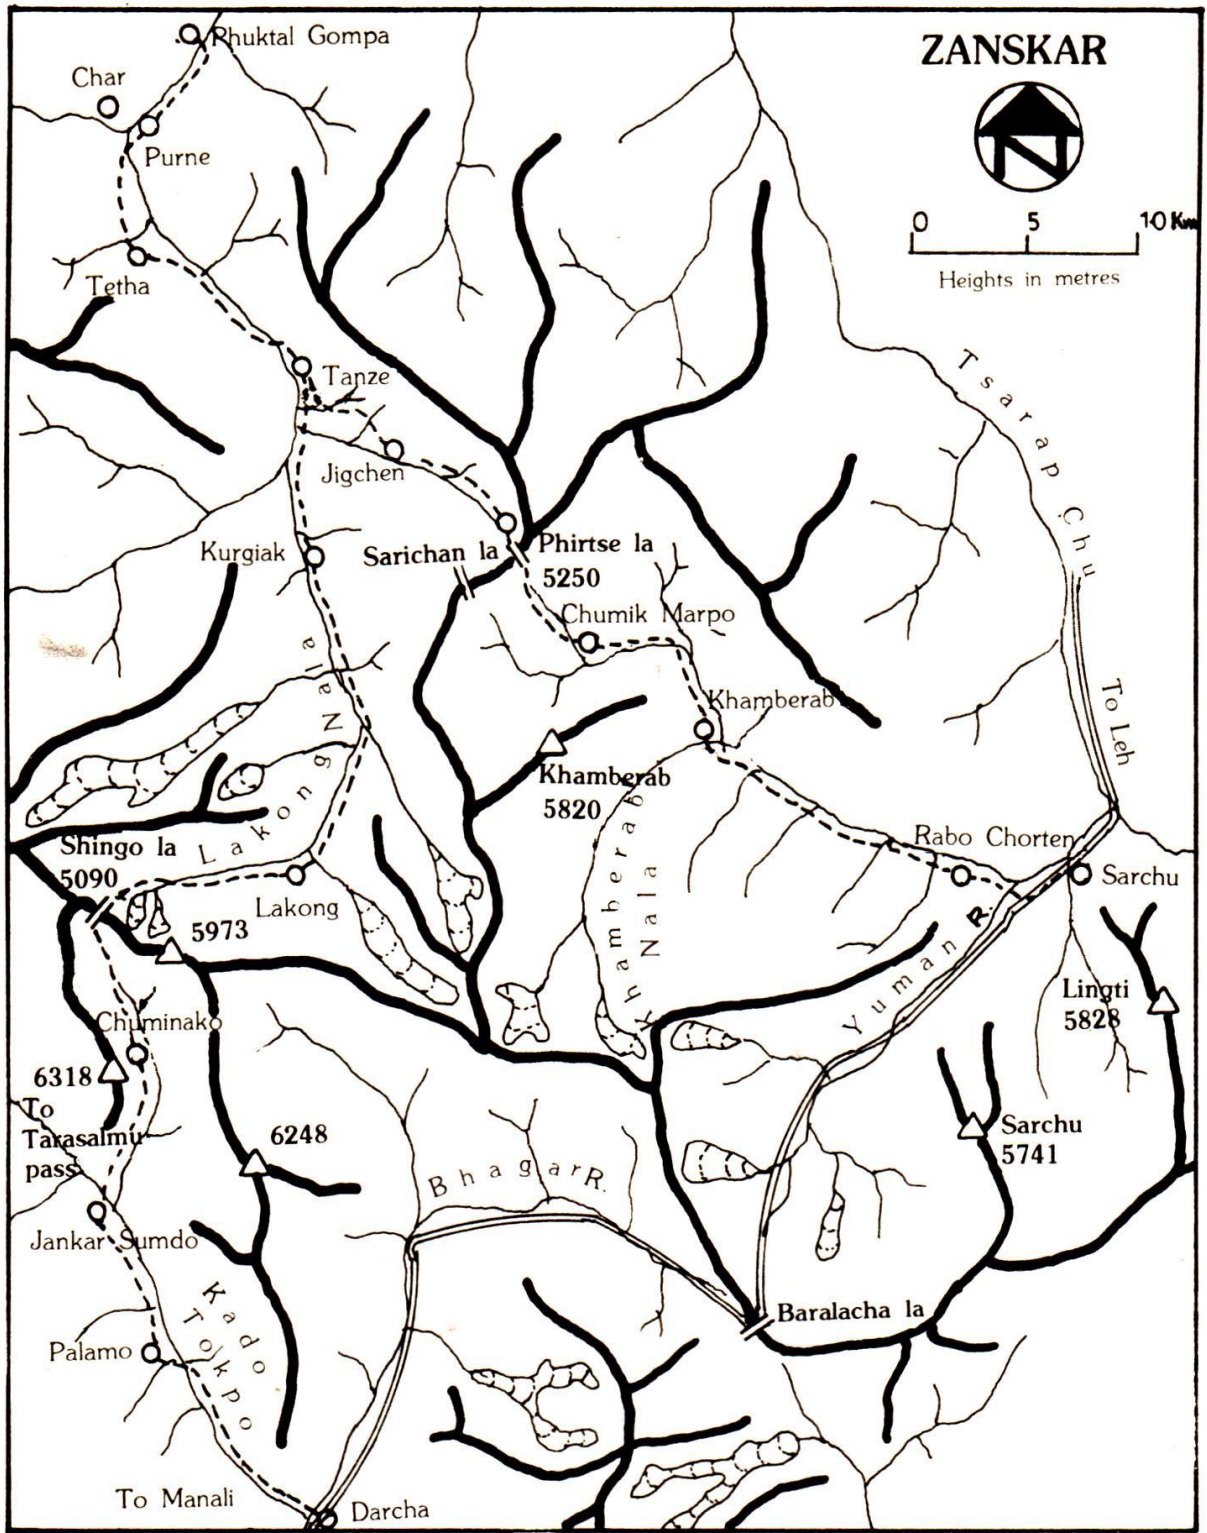 ZANSKAR
N
0 5 10 Km
Heights in metres
Phuktal Gompa
Char
Purne
Tetha
Tanze
Jigchen
Kurgiak
Sarichan la
Phirtse la
5250
Chumik Marpo
Khamberab
Khamberab
5820
Khamberab
Nala
Tsarap Chu
To Leh
Rabo Chorten
Sarchu
Yuman R.
Lingti
5828
Sarchu
5741
Lakong Nala
Shingo la
5090
Lakong
5973
Chuminako
6318
To
Tarasalmu
pass
6248
Bhagar R.
Jankar Sumdo
Kado
Tokpo
Palamo
Baralacha la
To Manali
Darcha